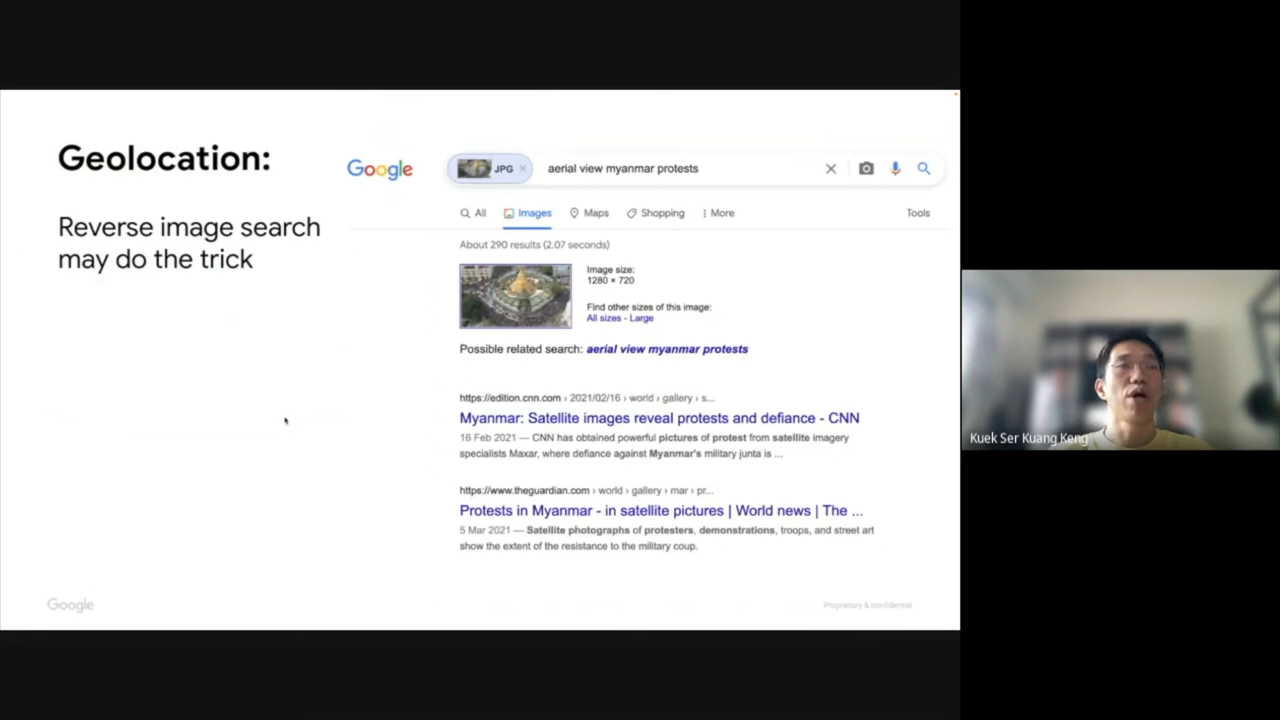 Geolocation:
Reverse image search
may do the trick
Google
JPG × aerial view myanmar protests
All Images Maps Shopping More Tools
About 290 results (2.07 seconds)
Image size:
1280 × 720
Find other sizes of this image:
All sizes - Large
Possible related search: aerial view myanmar protests
https://edition.cnn.com › 2021/02/16 › world › gallery › s...
Myanmar: Satellite images reveal protests and defiance - CNN
16 Feb 2021 — CNN has obtained powerful pictures of protest from satellite imagery
specialists Maxar, where defiance against Myanmar's military junta is ...
https://www.theguardian.com › world › gallery › mar › pr...
Protests in Myanmar - in satellite pictures | World news | The ...
5 Mar 2021 — Satellite photographs of protesters, demonstrations, troops, and street art
show the extent of the resistance to the military coup.
Google
Proprietary & confidential
Kuek Ser Kuang Keng